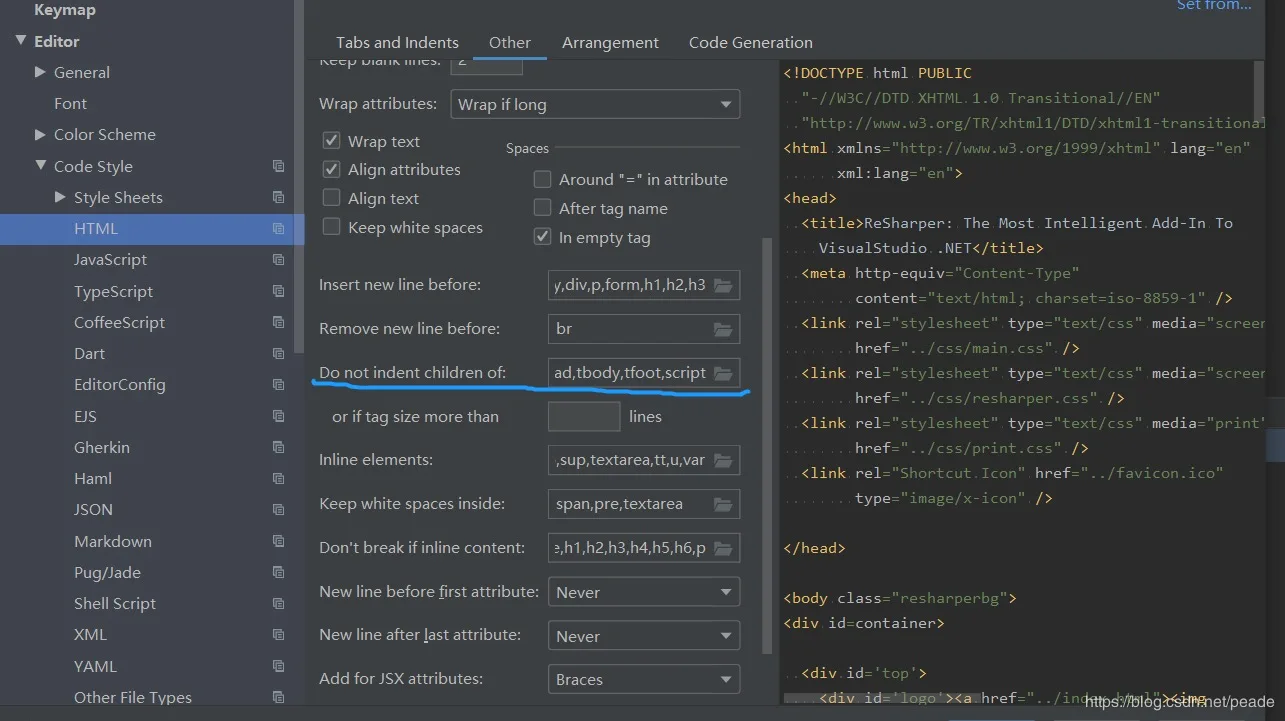 Keymap
Editor
General
Font
Color Scheme
Code Style
Style Sheets
HTML
JavaScript
TypeScript
CoffeeScript
Dart
EditorConfig
EJS
Gherkin
Haml
JSON
Markdown
Pug/Jade
Shell Script
XML
YAML
Other File Types
Set from...
Tabs and Indents
Other
Arrangement
Code Generation
Keep blank lines: 2
Wrap attributes: Wrap if long
Wrap text
Align attributes
Align text
Keep white spaces
Spaces
Around "=" in attribute
After tag name
In empty tag
Insert new line before: y,div,p,form,h1,h2,h3
Remove new line before: br
Do not indent children of: ad,tbody,tfoot,script
or if tag size more than lines
Inline elements: ,sup,textarea,tt,u,var
Keep white spaces inside: span,pre,textarea
Don't break if inline content: e,h1,h2,h3,h4,h5,h6,p
New line before first attribute: Never
New line after last attribute: Never
Add for JSX attributes: Braces
<!DOCTYPE html PUBLIC
"-//W3C//DTD XHTML 1.0 Transitional//EN"
"http://www.w3.org/TR/xhtml1/DTD/xhtml1-transitional
<html xmlns="http://www.w3.org/1999/xhtml" lang="en"
xml:lang="en">
<head>
<title>ReSharper: The Most Intelligent Add-In To
VisualStudio .NET</title>
<meta http-equiv="Content-Type"
content="text/html; charset=iso-8859-1" />
<link rel="stylesheet" type="text/css" media="screen
href="../css/main.css" />
<link rel="stylesheet" type="text/css" media="screen
href="../css/resharper.css" />
<link rel="stylesheet" type="text/css" media="print"
href="../css/print.css" />
<link rel="Shortcut Icon" href="../favicon.ico"
type="image/x-icon" />
</head>
<body class="resharperbg">
<div id=container>
<div id='top'>
<div id='logo'><a href="../index.html"><img
https://blog.csdn.net/peade